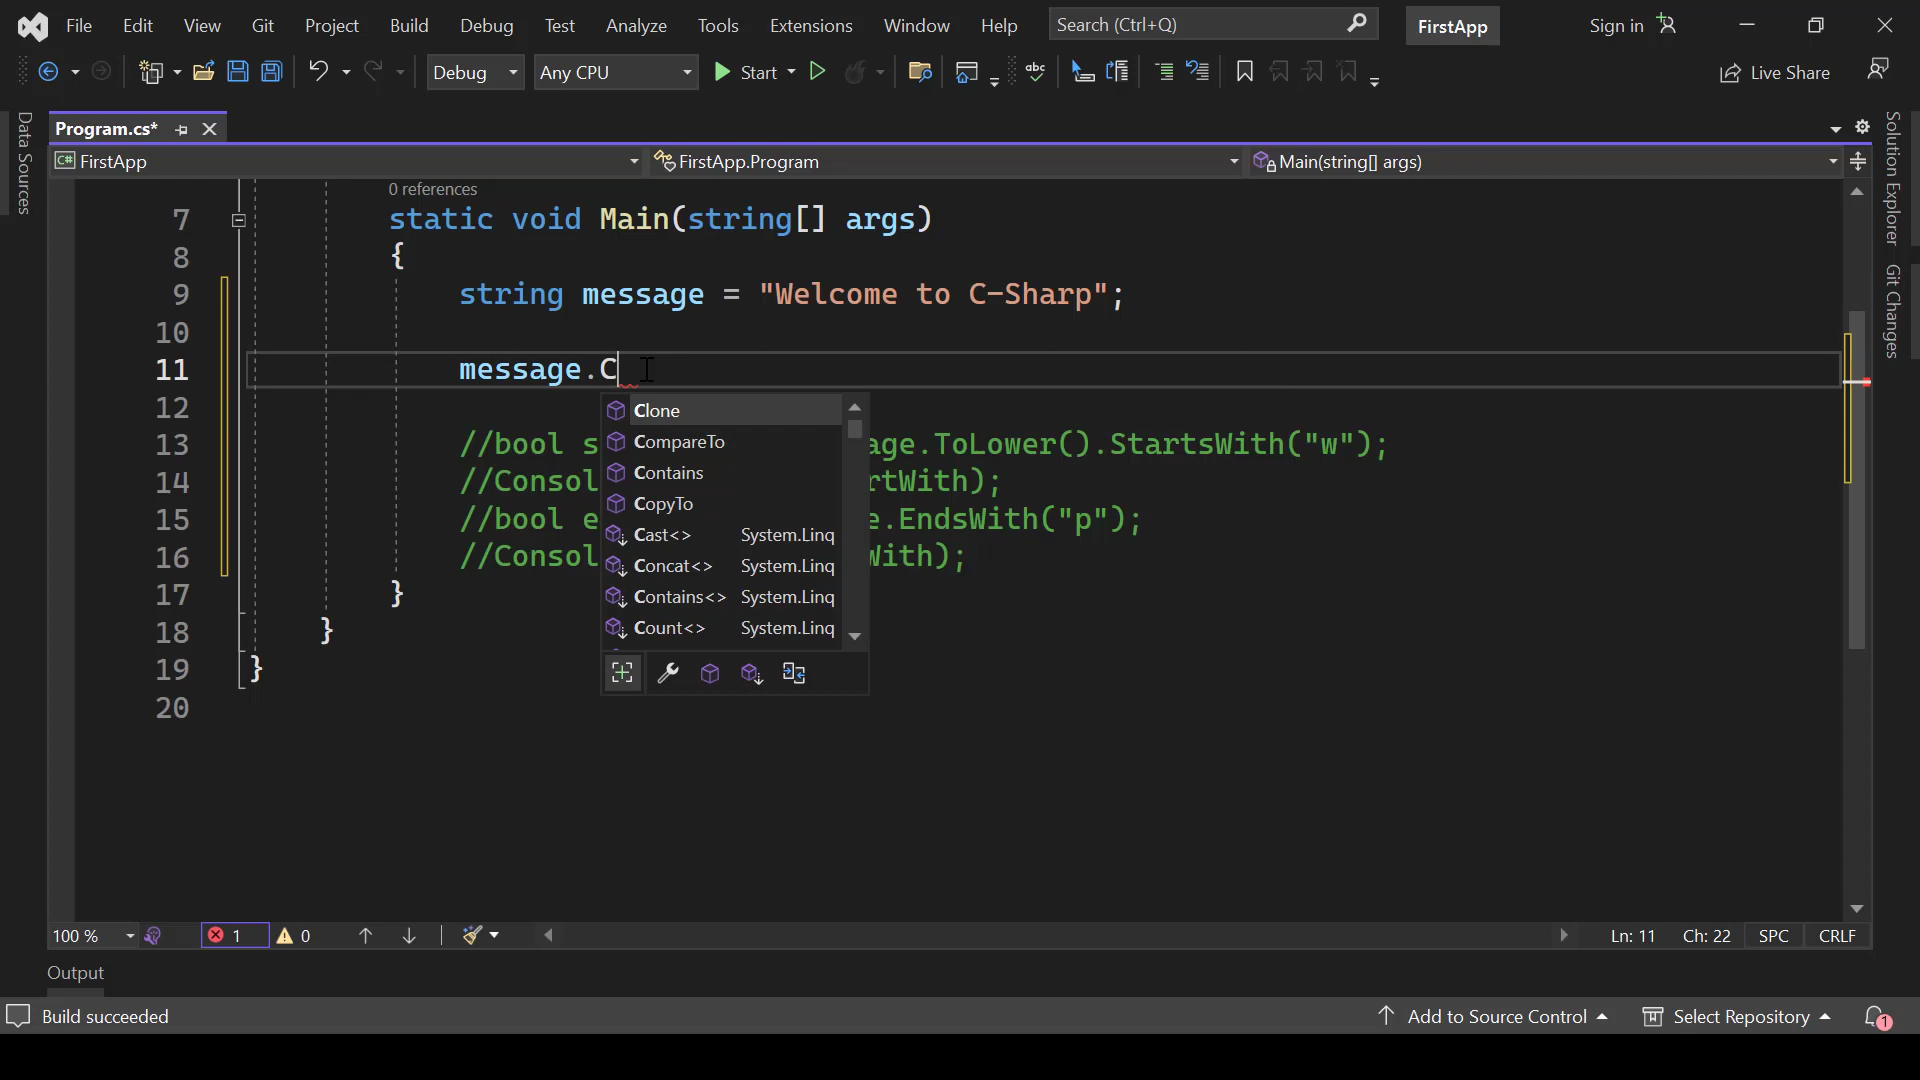 File Edit View Git Project Build Debug Test Analyze Tools Extensions Window Help Search (Ctrl+Q) FirstApp Sign in
Debug Any CPU Start abc Live Share
Data Sources
Program.cs*
C# FirstApp FirstApp.Program Main(string[] args)
Solution Explorer
Git Changes
0 references
7 static void Main(string[] args)
8 {
9 string message = "Welcome to C-Sharp";
10
11 message.C
12
13 //bool s age.ToLower().StartsWith("w");
14 //Consol rtWith);
15 //bool e e.EndsWith("p");
16 //Consol With);
17 }
18 }
19 }
20
Clone
CompareTo
Contains
CopyTo
Cast<> System.Linq
Concat<> System.Linq
Contains<> System.Linq
Count<> System.Linq
100 % 1 0 Ln: 11 Ch: 22 SPC CRLF
Output
Build succeeded Add to Source Control Select Repository 1